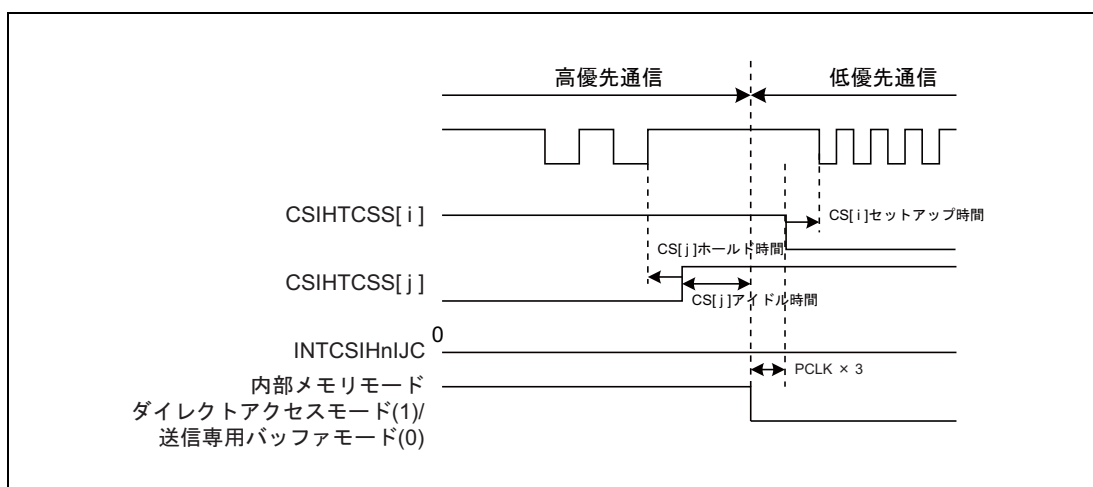 高優先通信
低優先通信
CSIHTCSS[ i ]
CS[ i ]セットアップ時間
CS[ j ]ホールド時間
CSIHTCSS[ j ]
CS[ j ]アイドル時間
0
INTCSIHnIJC
PCLK × 3
内部メモリモード
ダイレクトアクセスモード(1)/
送信専用バッファモード(0)